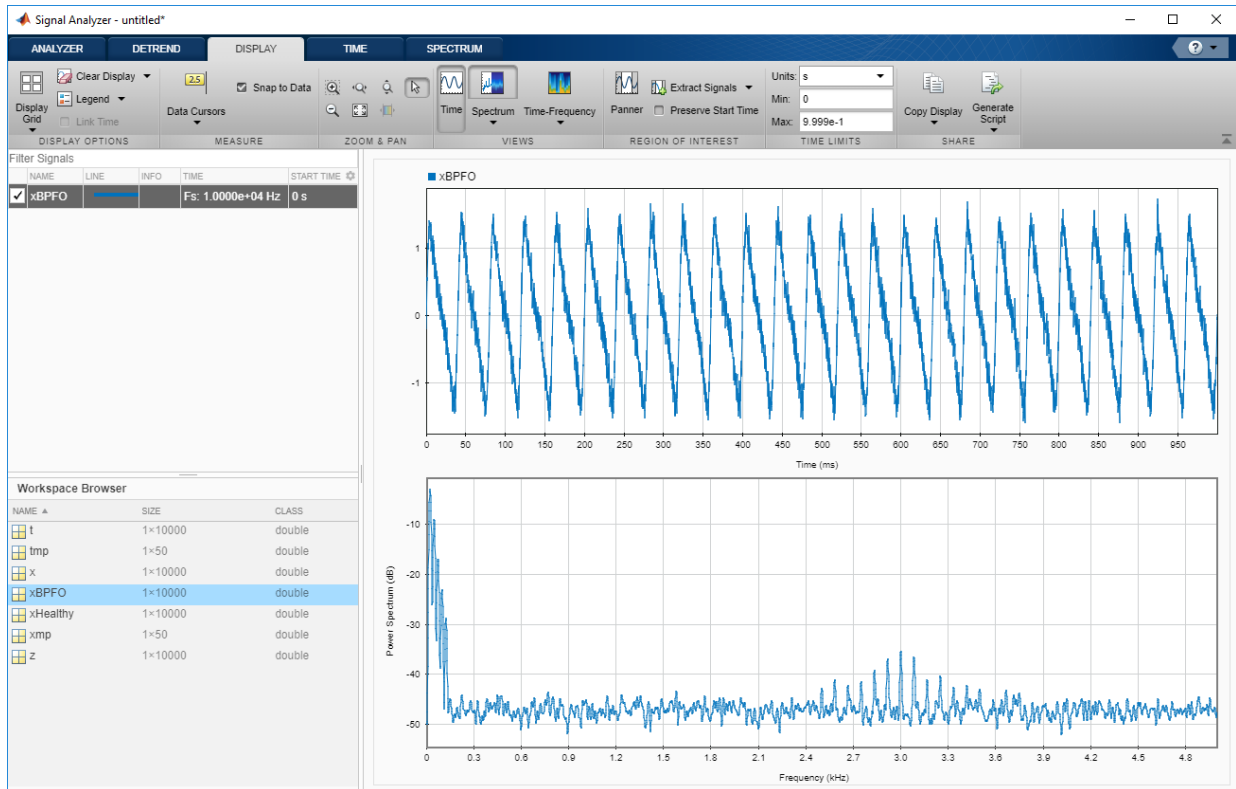 Signal Analyzer - untitled*
ANALYZER DETREND DISPLAY TIME SPECTRUM ?
Display Grid
Clear Display
Legend
Link Time
2.5
Data Cursors
Snap to Data
Time
Spectrum
Time-Frequency
Panner
Extract Signals
Preserve Start Time
Units: s
Min: 0
Max: 9.999e-1
Copy Display
Generate Script
DISPLAY OPTIONS MEASURE ZOOM & PAN VIEWS REGION OF INTEREST TIME LIMITS SHARE
Filter Signals
NAME LINE INFO TIME START TIME
xBPFO Fs: 1.0000e+04 Hz 0 s
Workspace Browser
NAME SIZE CLASS
t 1×10000 double
tmp 1×50 double
x 1×10000 double
xBPFO 1×10000 double
xHealthy 1×10000 double
xmp 1×50 double
z 1×10000 double
xBPFO
1
0
-1
0 50 100 150 200 250 300 350 400 450 500 550 600 650 700 750 800 850 900 950
Time (ms)
Power Spectrum (dB)
-10
-20
-30
-40
-50
0 0.3 0.6 0.9 1.2 1.5 1.8 2.1 2.4 2.7 3.0 3.3 3.6 3.9 4.2 4.5 4.8
Frequency (kHz)